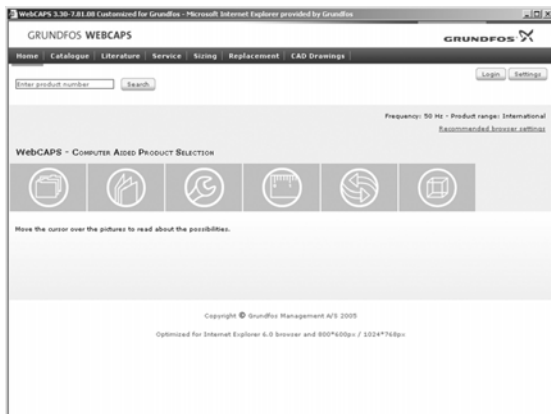 WebCAPS 3.30-7.01.08 Customized for Grundfos - Microsoft Internet Explorer provided by Grundfos
GRUNDFOS WEBCAPS
GRUNDFOS
Home Catalogue Literature Service Sizing Replacement CAD Drawings
Login Settings
Enter product number Search
Frequency: 50 Hz - Product range: International
Recommended browser settings
WebCAPS - Computer Aided Product Selection
Move the cursor over the pictures to read about the possibilities.
Copyright © Grundfos Management A/S 2005
Optimized for Internet Explorer 6.0 browser and 800*600px / 1024*768px